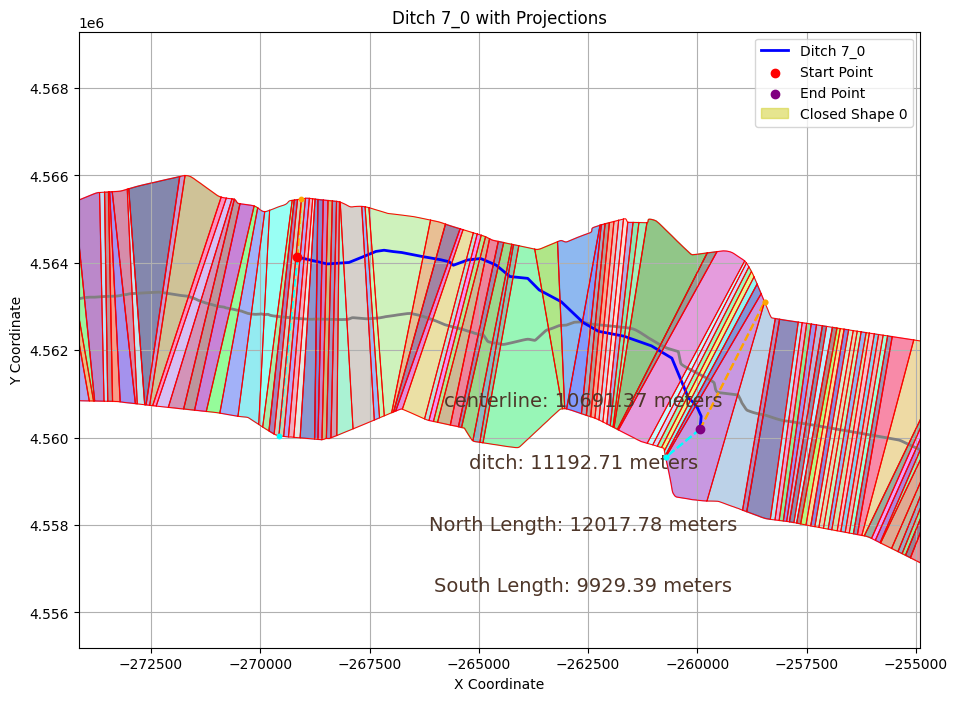 Ditch 7_0 with Projections
1e6
Ditch 7_0
Start Point
End Point
Closed Shape 0
4.568
4.566
4.564
4.562
4.560
4.558
4.556
Y Coordinate
centerline: 10691.37 meters
ditch: 11192.71 meters
North Length: 12017.78 meters
South Length: 9929.39 meters
−272500 −270000 −267500 −265000 −262500 −260000 −257500 −255000
X Coordinate